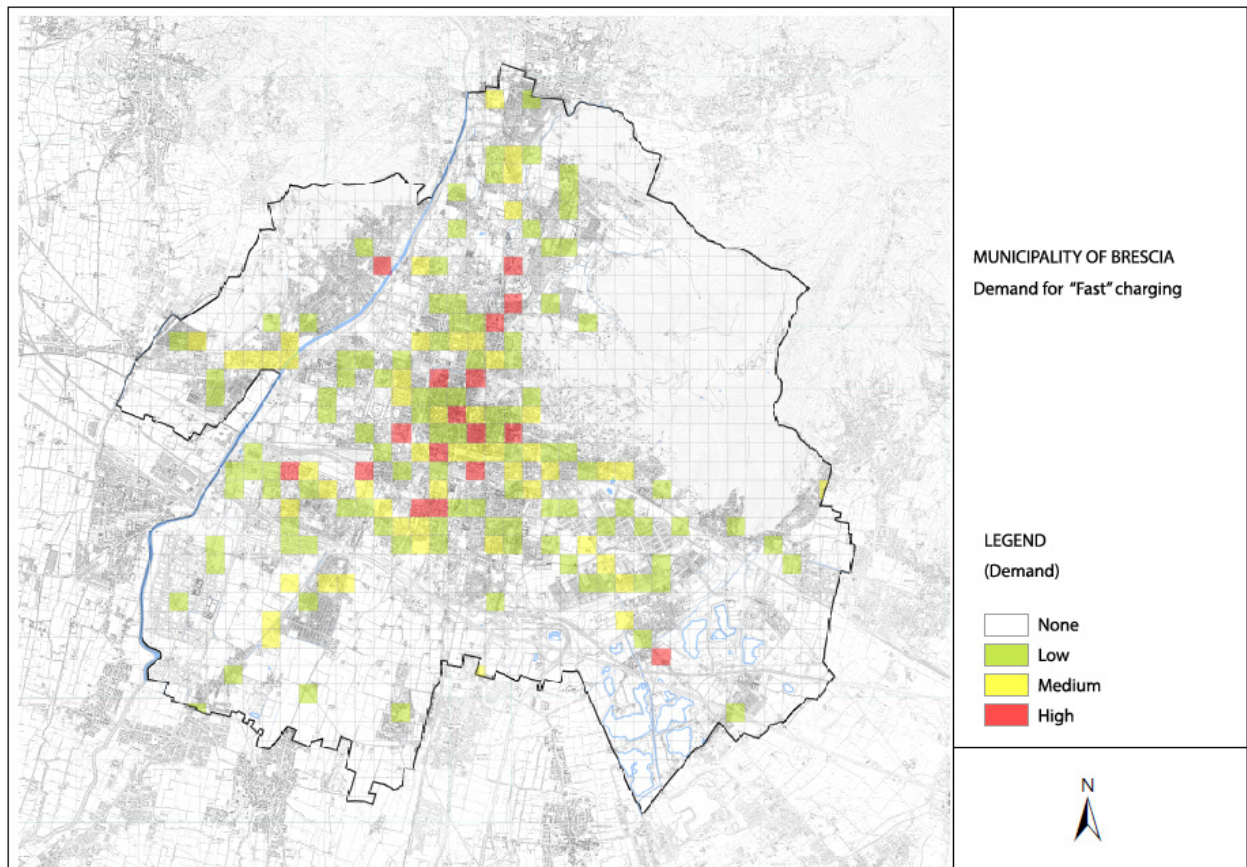 MUNICIPALITY OF BRESCIA
Demand for "Fast" charging
LEGEND
(Demand)
None
Low
Medium
High
N